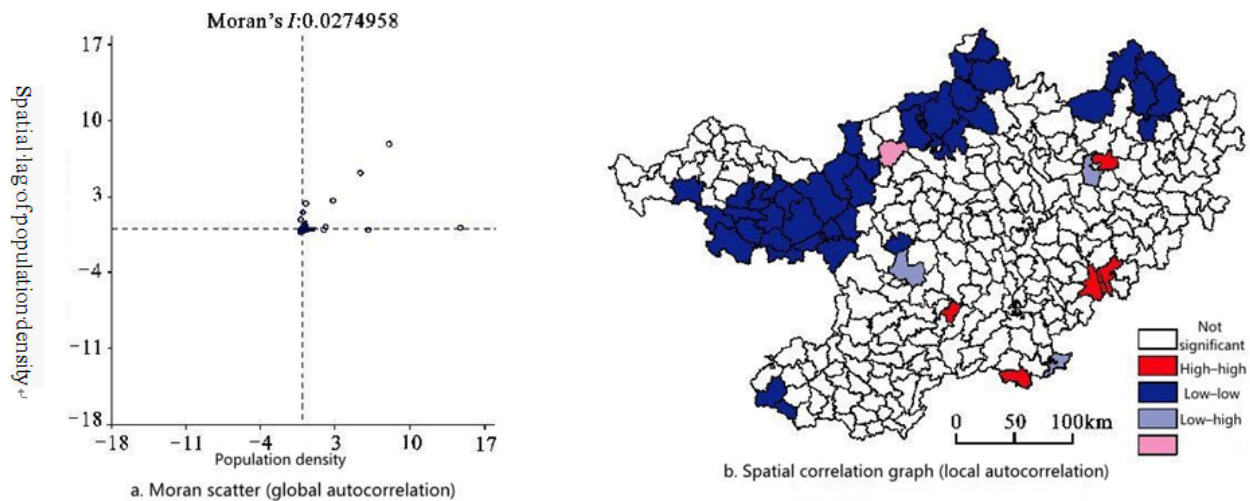 Moran's I:0.0274958
17
10
3
−4
−11
−18
−18 −11 −4 3 10 17
Spatial lag of population density
Population density
a. Moran scatter (global autocorrelation)
Not
significant
High–high
Low–low
Low–high
0 50 100km
b. Spatial correlation graph (local autocorrelation)